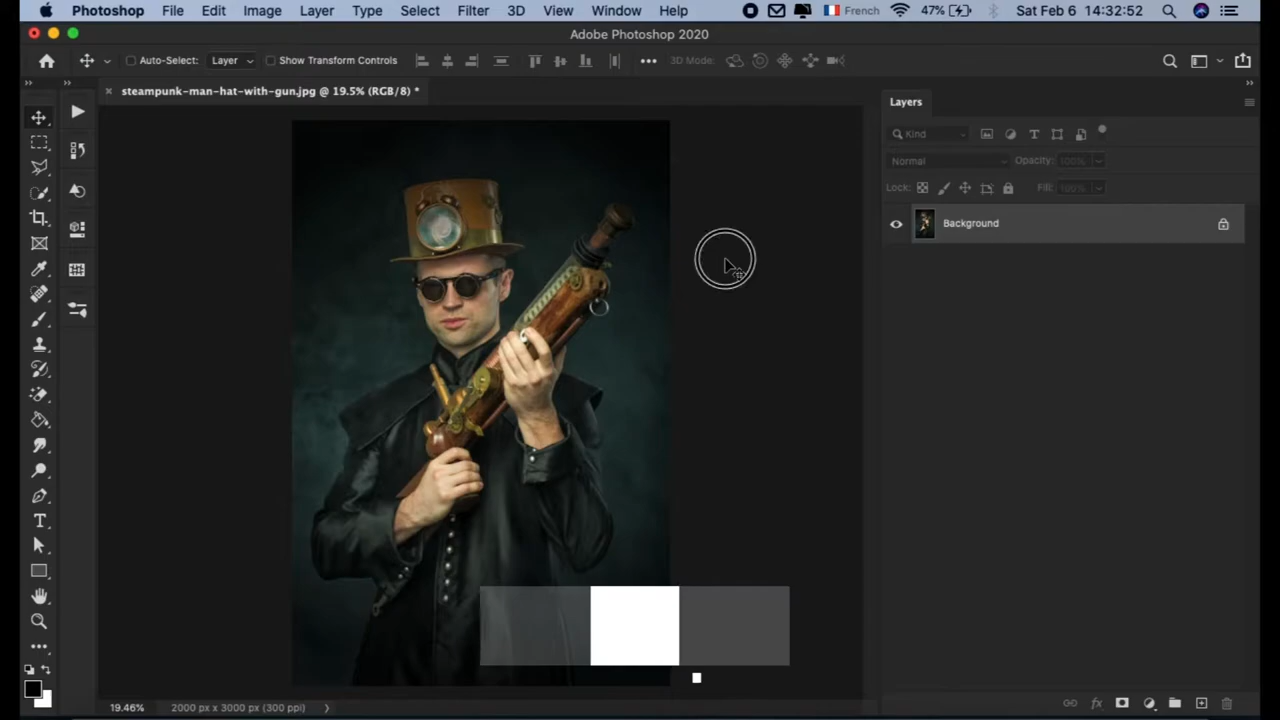 Photoshop File Edit Image Layer Type Select Filter 3D View Window Help French 47% Sat Feb 6 14:32:52
Adobe Photoshop 2020
Auto-Select: Layer Show Transform Controls 3D Mode:
steampunk-man-hat-with-gun.jpg @ 19.5% (RGB/8) *
Layers
Kind
Normal Opacity: 100%
Lock: Fill: 100%
Background
19.46% 2000 px x 3000 px (300 ppi)